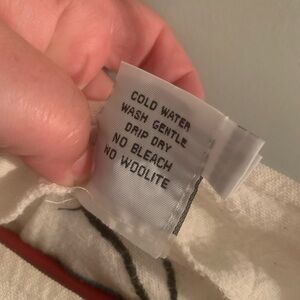 COLD WATER
WASH GENTLE
DRIP DRY
NO BLEACH
NO WOOLITE